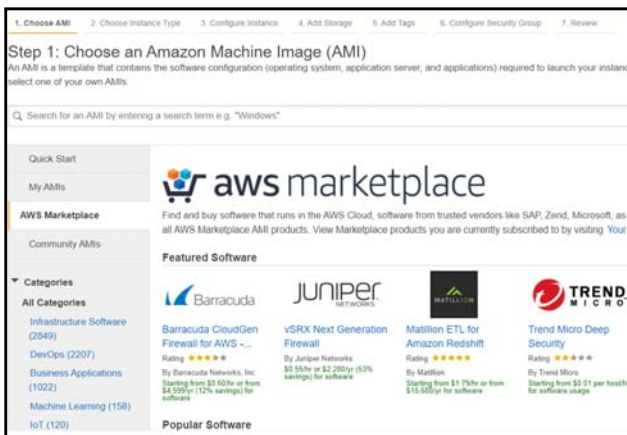 1. Choose AMI 2. Choose Instance Type 3. Configure Instance 4. Add Storage 5. Add Tags 6. Configure Security Group 7. Review
Step 1: Choose an Amazon Machine Image (AMI)
An AMI is a template that contains the software configuration (operating system, application server, and applications) required to launch your instanc
select one of your own AMIs.
Search for an AMI by entering a search term e.g. "Windows"
Quick Start
My AMIs
AWS Marketplace
Community AMIs
Categories
All Categories
Infrastructure Software
(2849)
DevOps (2207)
Business Applications
(1022)
Machine Learning (158)
IoT (120)
aws marketplace
Find and buy software that runs in the AWS Cloud, software from trusted vendors like SAP, Zend, Microsoft, as
all AWS Marketplace AMI products. View Marketplace products you are currently subscribed to by visiting Your
Featured Software
Barracuda
Barracuda CloudGen
Firewall for AWS -...
Rating
By Barracuda Networks, Inc.
Starting from $0.60/hr or from
$4,599/yr (12% savings) for
software
JUNIPER
NETWORKS
vSRX Next Generation
Firewall
By Juniper Networks
$0.55/hr or $2,280/yr (53%
savings) for software
MATILLION
Matillion ETL for
Amazon Redshift
Rating
By Matillion
Starting from $1.79/hr or from
$15,680/yr for software
TREND
MICRO
Trend Micro Deep
Security
Rating
By Trend Micro
Starting from $0.01 per host/h
for software usage
Popular Software